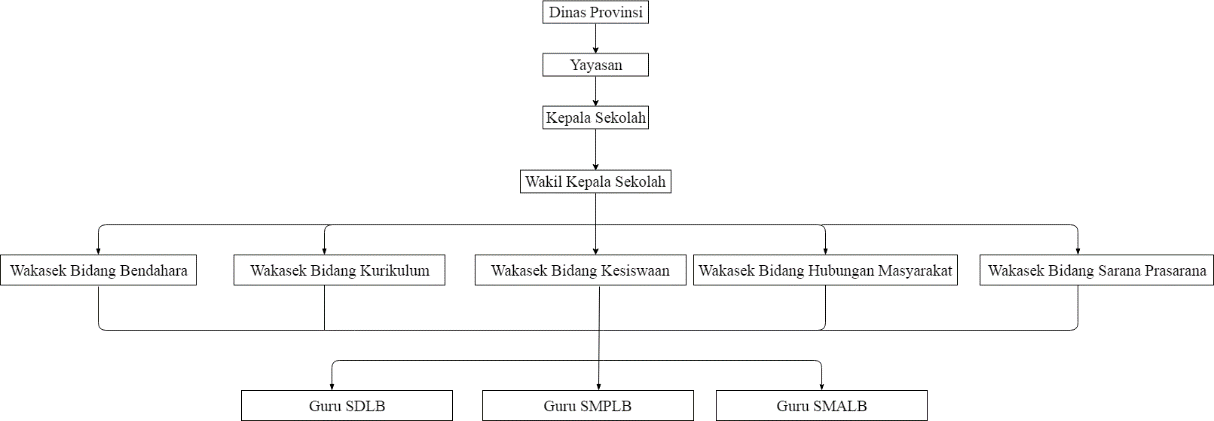 Dinas Provinsi
Yayasan
Kepala Sekolah
Wakil Kepala Sekolah
Wakasek Bidang Bendahara
Wakasek Bidang Kurikulum
Wakasek Bidang Kesiswaan
Wakasek Bidang Hubungan Masyarakat
Wakasek Bidang Sarana Prasarana
Guru SDLB
Guru SMPLB
Guru SMALB